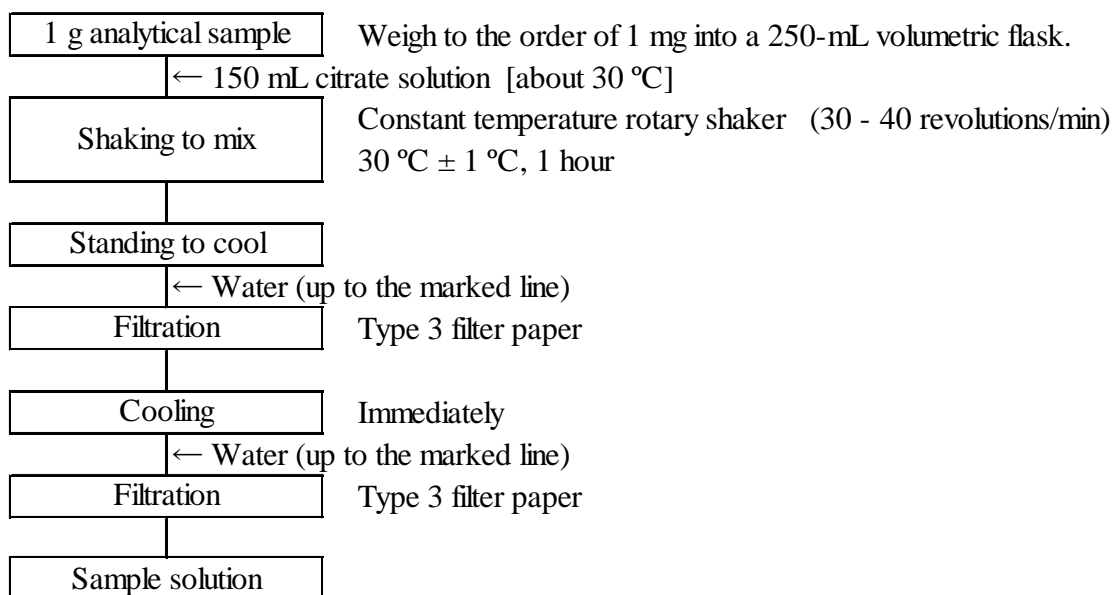 1 g analytical sample Weigh to the order of 1 mg into a 250-mL volumetric flask.
← 150 mL citrate solution [about 30 ºC]
Shaking to mix
Constant temperature rotary shaker (30 - 40 revolutions/min)
30 ºC ± 1 ºC, 1 hour
Standing to cool
← Water (up to the marked line)
Filtration Type 3 filter paper
Cooling Immediately
← Water (up to the marked line)
Filtration Type 3 filter paper
Sample solution